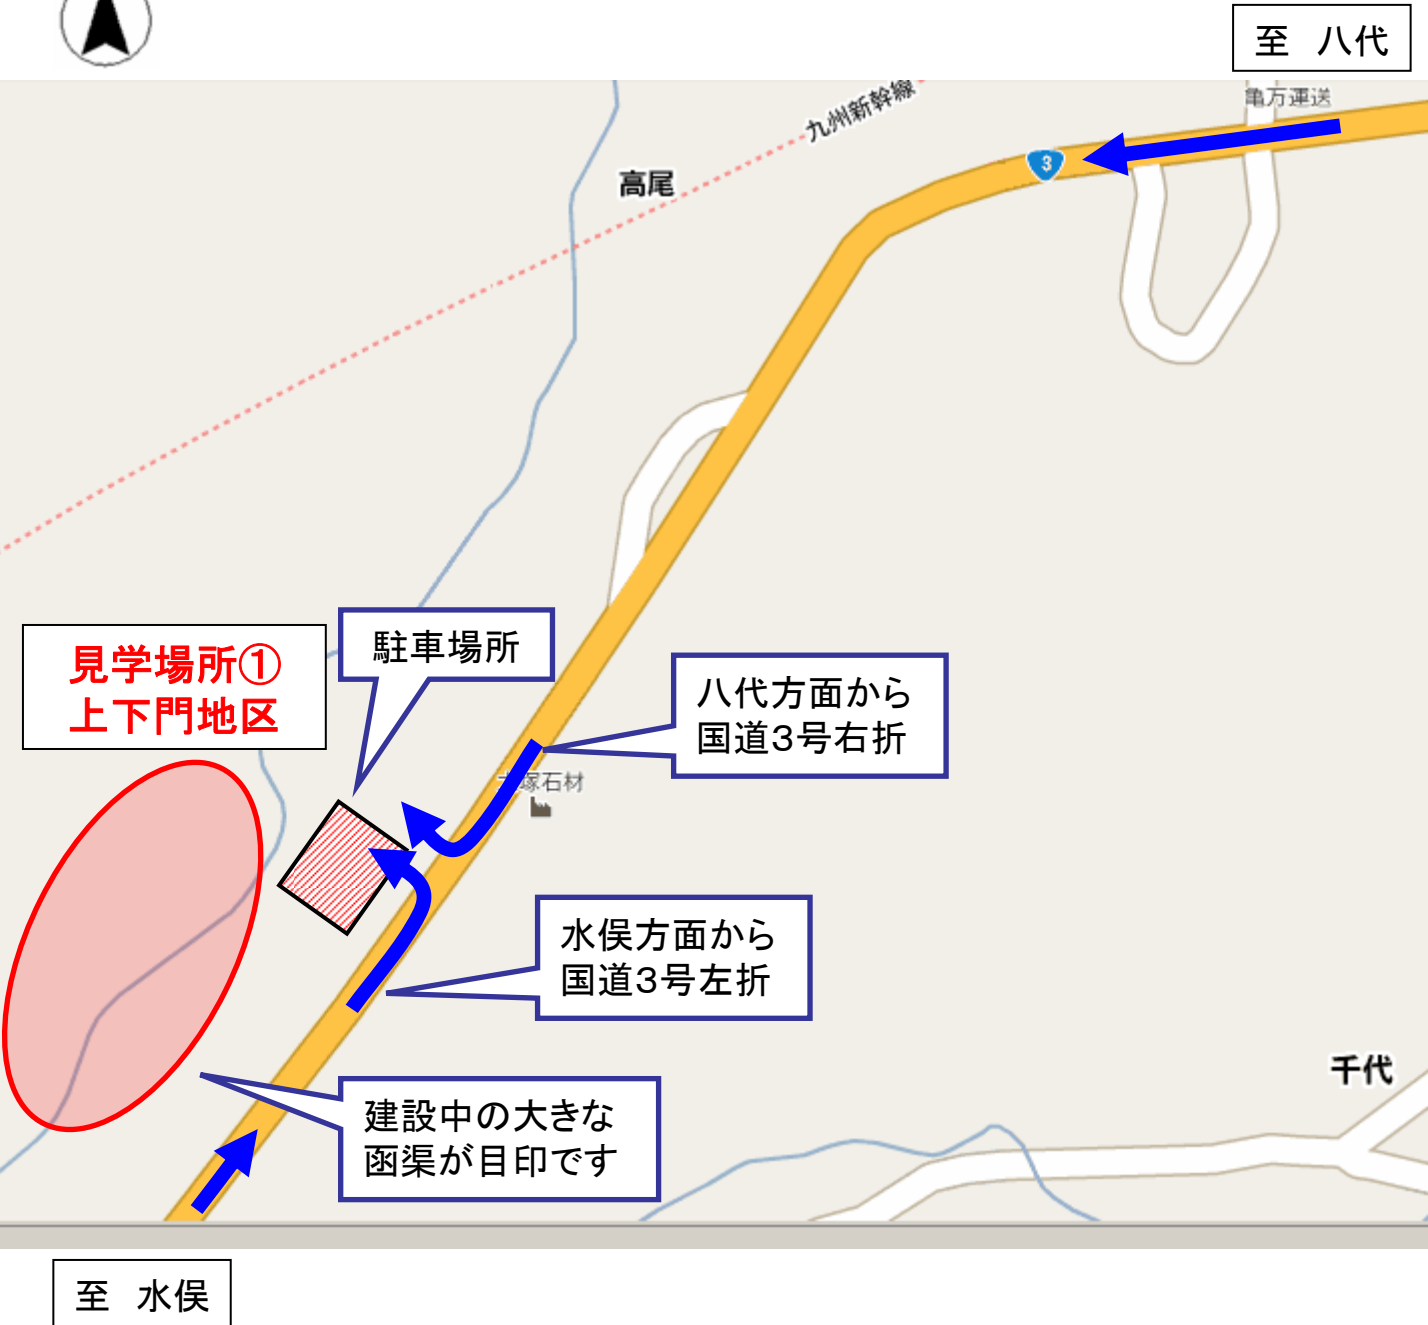 至 八代
亀万運送
九州新幹線
3
高尾
駐車場所
見学場所①
上下門地区
八代方面から
国道3号右折
塚石材
水俣方面から
国道3号左折
千代
建設中の大きな
函渠が目印です
至 水俣